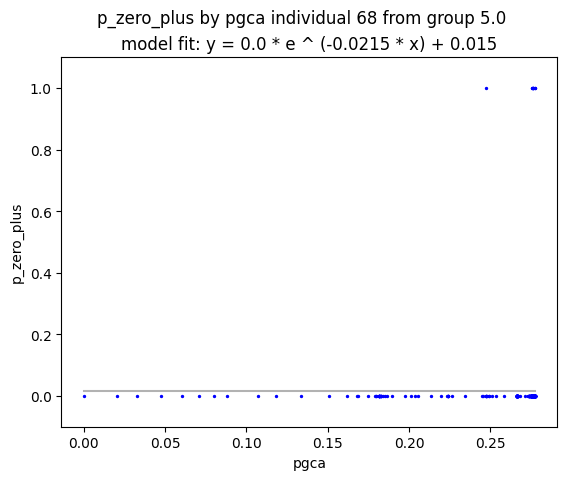 p_zero_plus by pgca individual 68 from group 5.0
model fit: y = 0.0 * e ^ (-0.0215 * x) + 0.015
1.0
0.8
0.6
0.4
0.2
0.0
p_zero_plus
0.00 0.05 0.10 0.15 0.20 0.25
pgca